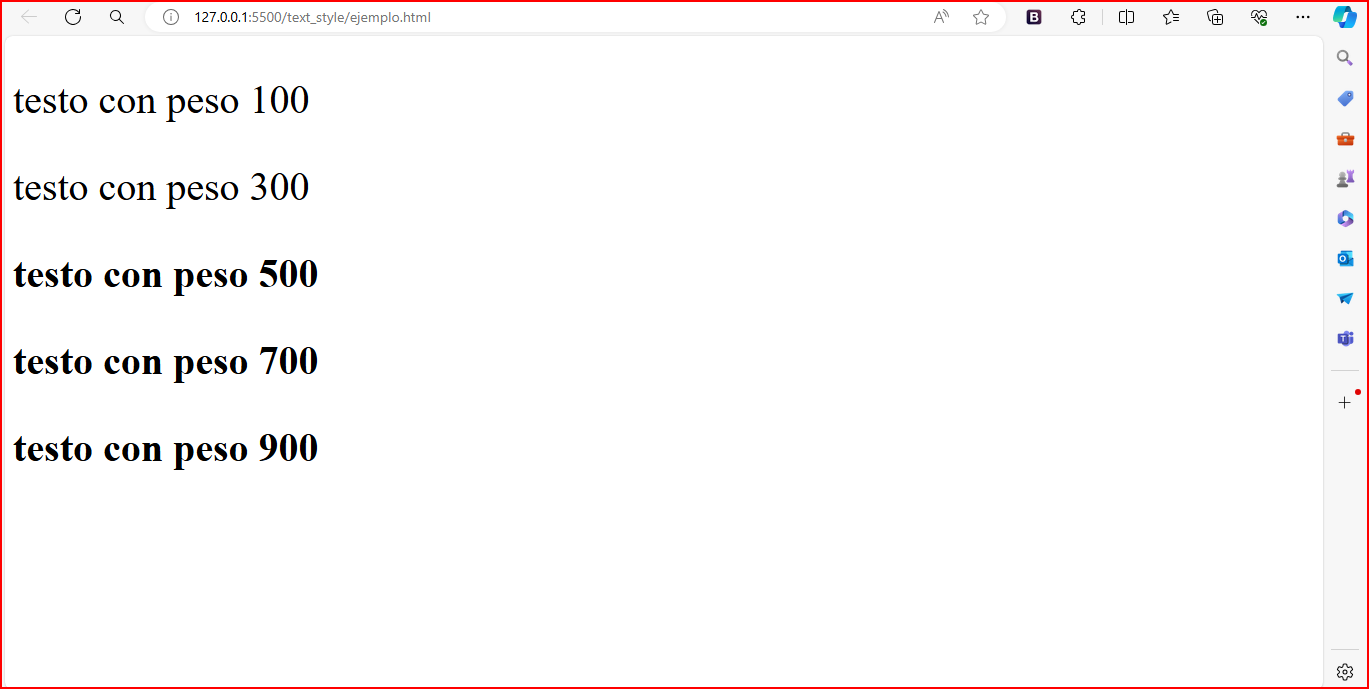 127.0.0.1:5500/text_style/ejemplo.html
testo con peso 100
testo con peso 300
testo con peso 500
testo con peso 700
testo con peso 900